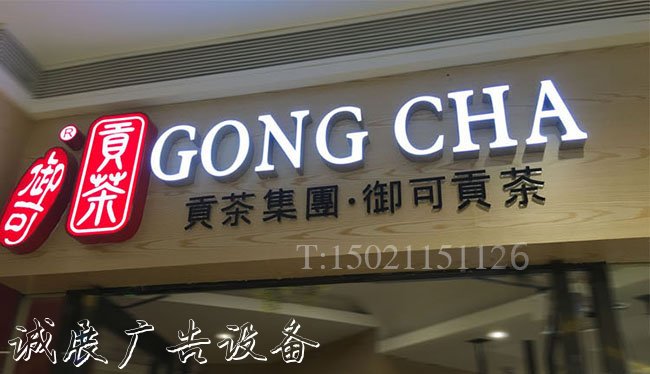 御可®
貢茶
GONG CHA
貢茶集團·御可貢茶
T:15021151126
诚展广告设备